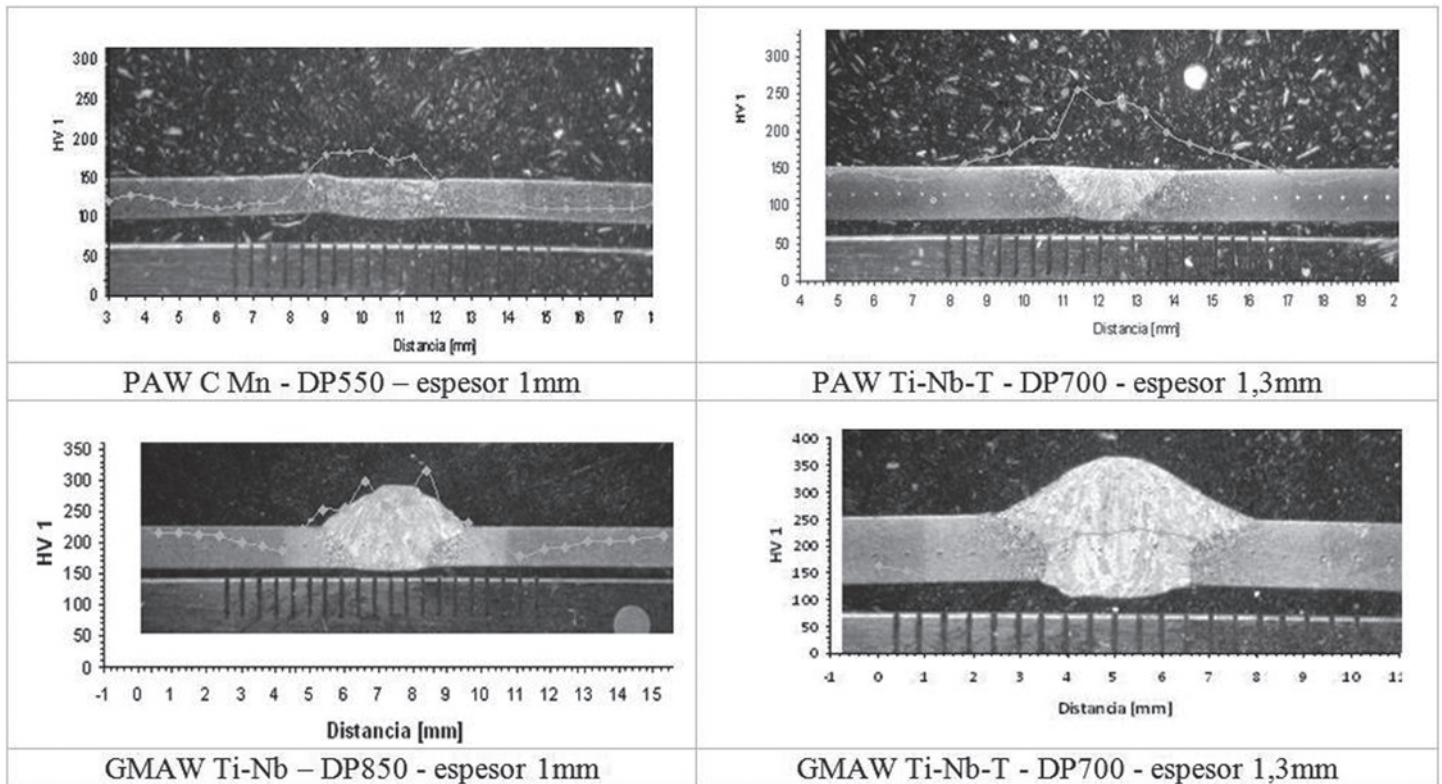 300
250
200
150
100
50
0
HV 1
3 4 5 6 7 8 9 10 11 12 13 14 15 16 17 1
Distancia [mm]
PAW C Mn - DP550 – espesor 1mm
300
250
200
150
100
50
0
HV 1
4 5 6 7 8 9 10 11 12 13 14 15 16 17 18 19 2
Distancia [mm]
PAW Ti-Nb-T - DP700 - espesor 1,3mm
350
300
250
200
150
100
50
0
HV 1
-1 0 1 2 3 4 5 6 7 8 9 10 11 12 13 14 15
Distancia [mm]
GMAW Ti-Nb – DP850 - espesor 1mm
400
350
300
250
200
150
100
50
0
HV 1
-1 0 1 2 3 4 5 6 7 8 9 10 1
Distancia [mm]
GMAW Ti-Nb-T - DP700 - espesor 1,3mm